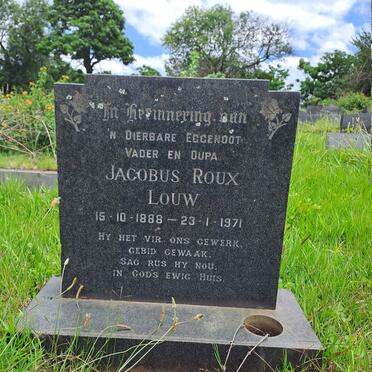 In Herinnering aan
'n Dierbare Eggenoot
Vader en Oupa
Jacobus Roux
Louw
15-10-1888 — 23-1-1971
Hy het vir ons gewerk,
gebid gewaak.
Sag rus hy nou,
in God's ewig Huis.